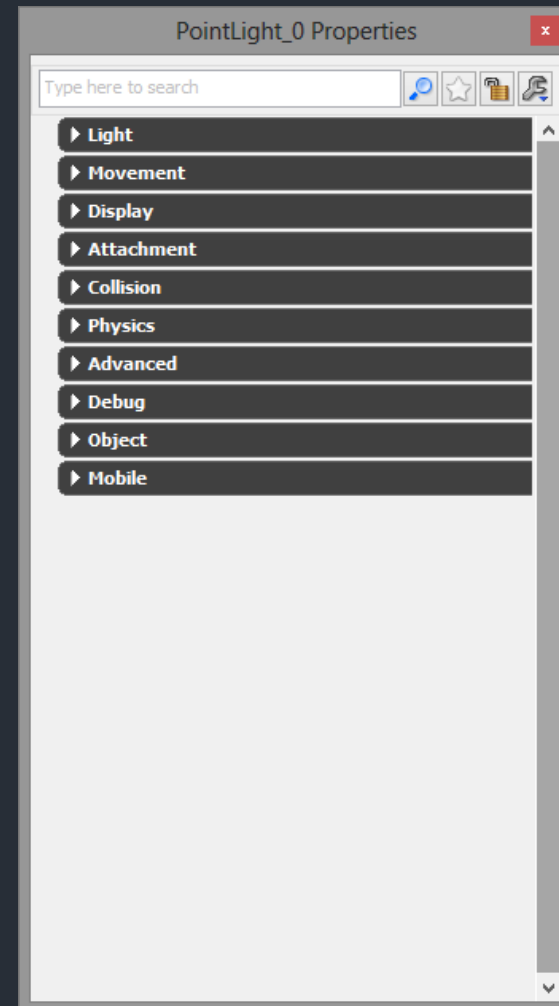 PointLight_0 Properties
x
Type here to search
Light
Movement
Display
Attachment
Collision
Physics
Advanced
Debug
Object
Mobile